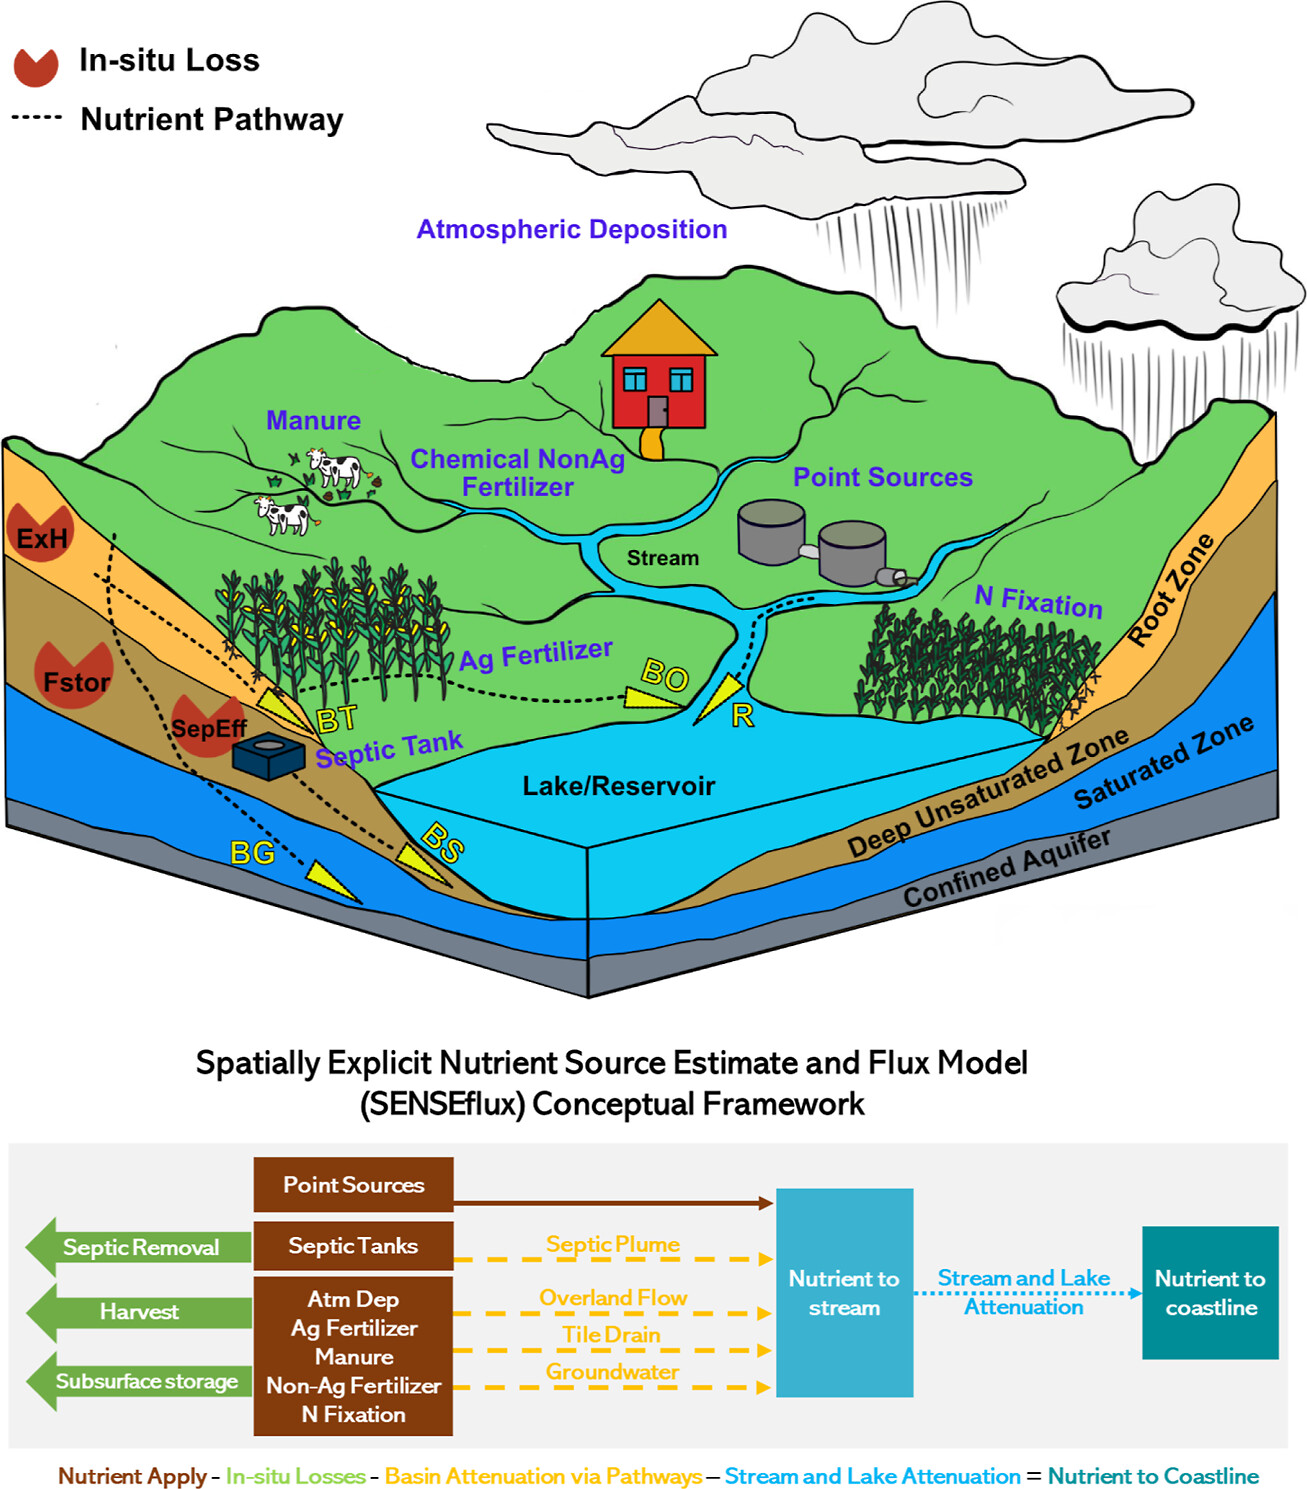 In-situ Loss
Nutrient Pathway
Atmospheric Deposition
Manure
Chemical NonAg
Fertilizer
Point Sources
Stream
ExH
N Fixation
Root Zone
Ag Fertilizer
BO
Fstor
SepEff
BT
R
Septic Tank
Lake/Reservoir
Deep Unsaturated Zone
Saturated Zone
BG
BS
Confined Aquifer
Spatially Explicit Nutrient Source Estimate and Flux Model
(SENSEflux) Conceptual Framework
Point Sources
Septic Removal
Septic Tanks
Septic Plume
Harvest
Subsurface storage
Atm Dep
Ag Fertilizer
Manure
Non-Ag Fertilizer
N Fixation
Overland Flow
Tile Drain
Groundwater
Nutrient to
stream
Stream and Lake
Attenuation
Nutrient to
coastline
Nutrient Apply - In-situ Losses - Basin Attenuation via Pathways – Stream and Lake Attenuation = Nutrient to Coastline